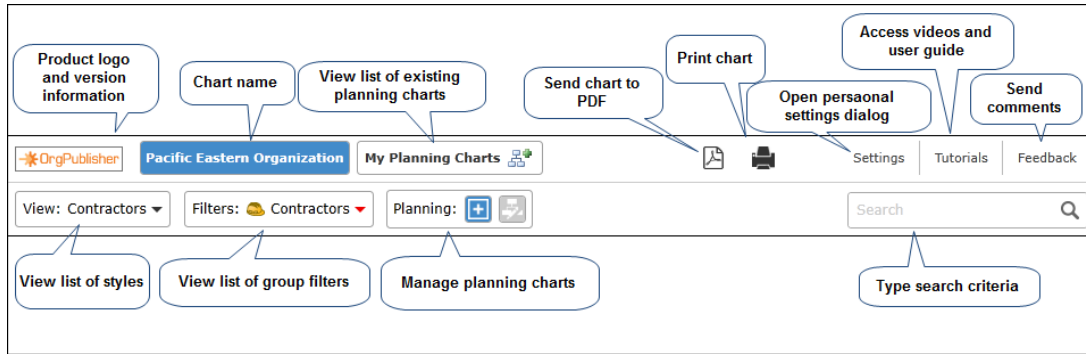 Access videos and
user guide
Product logo
and version
information
Chart name
View list of existing
planning charts
Send chart to
PDF
Print chart
Open persaonal
settings dialog
Send
comments
OrgPublisher
Pacific Eastern Organization
My Planning Charts
Settings
Tutorials
Feedback
View: Contractors
Filters: Contractors
Planning:
Search
View list of styles
View list of group filters
Manage planning charts
Type search criteria